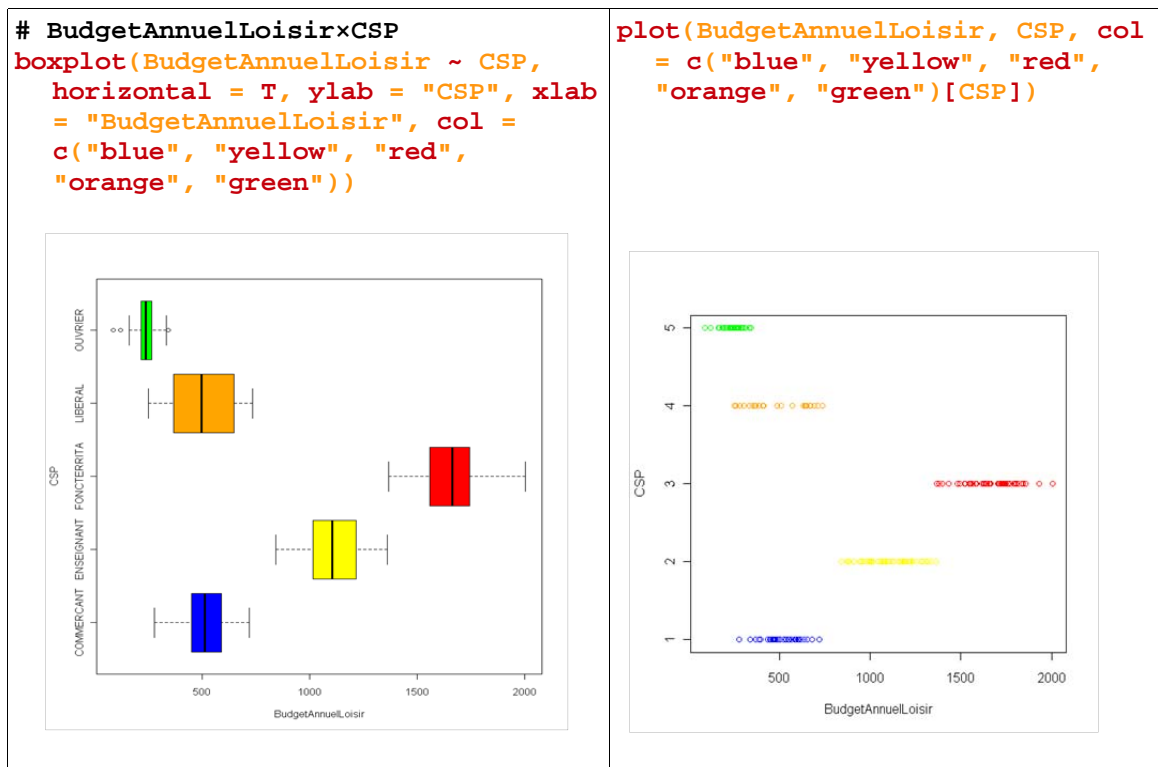 # BudgetAnnuelLoisir×CSP
boxplot(BudgetAnnuelLoisir ~ CSP,
horizontal = T, ylab = "CSP", xlab
= "BudgetAnnuelLoisir", col =
c("blue", "yellow", "red",
"orange", "green"))
OUVRIER
LIBERAL
FONCTERRITA
ENSEIGNANT
COMMERCANT
CSP
500 1000 1500 2000
BudgetAnnuelLoisir
plot(BudgetAnnuelLoisir, CSP, col
= c("blue", "yellow", "red",
"orange", "green")[CSP])
5
4
3
2
1
CSP
500 1000 1500 2000
BudgetAnnuelLoisir